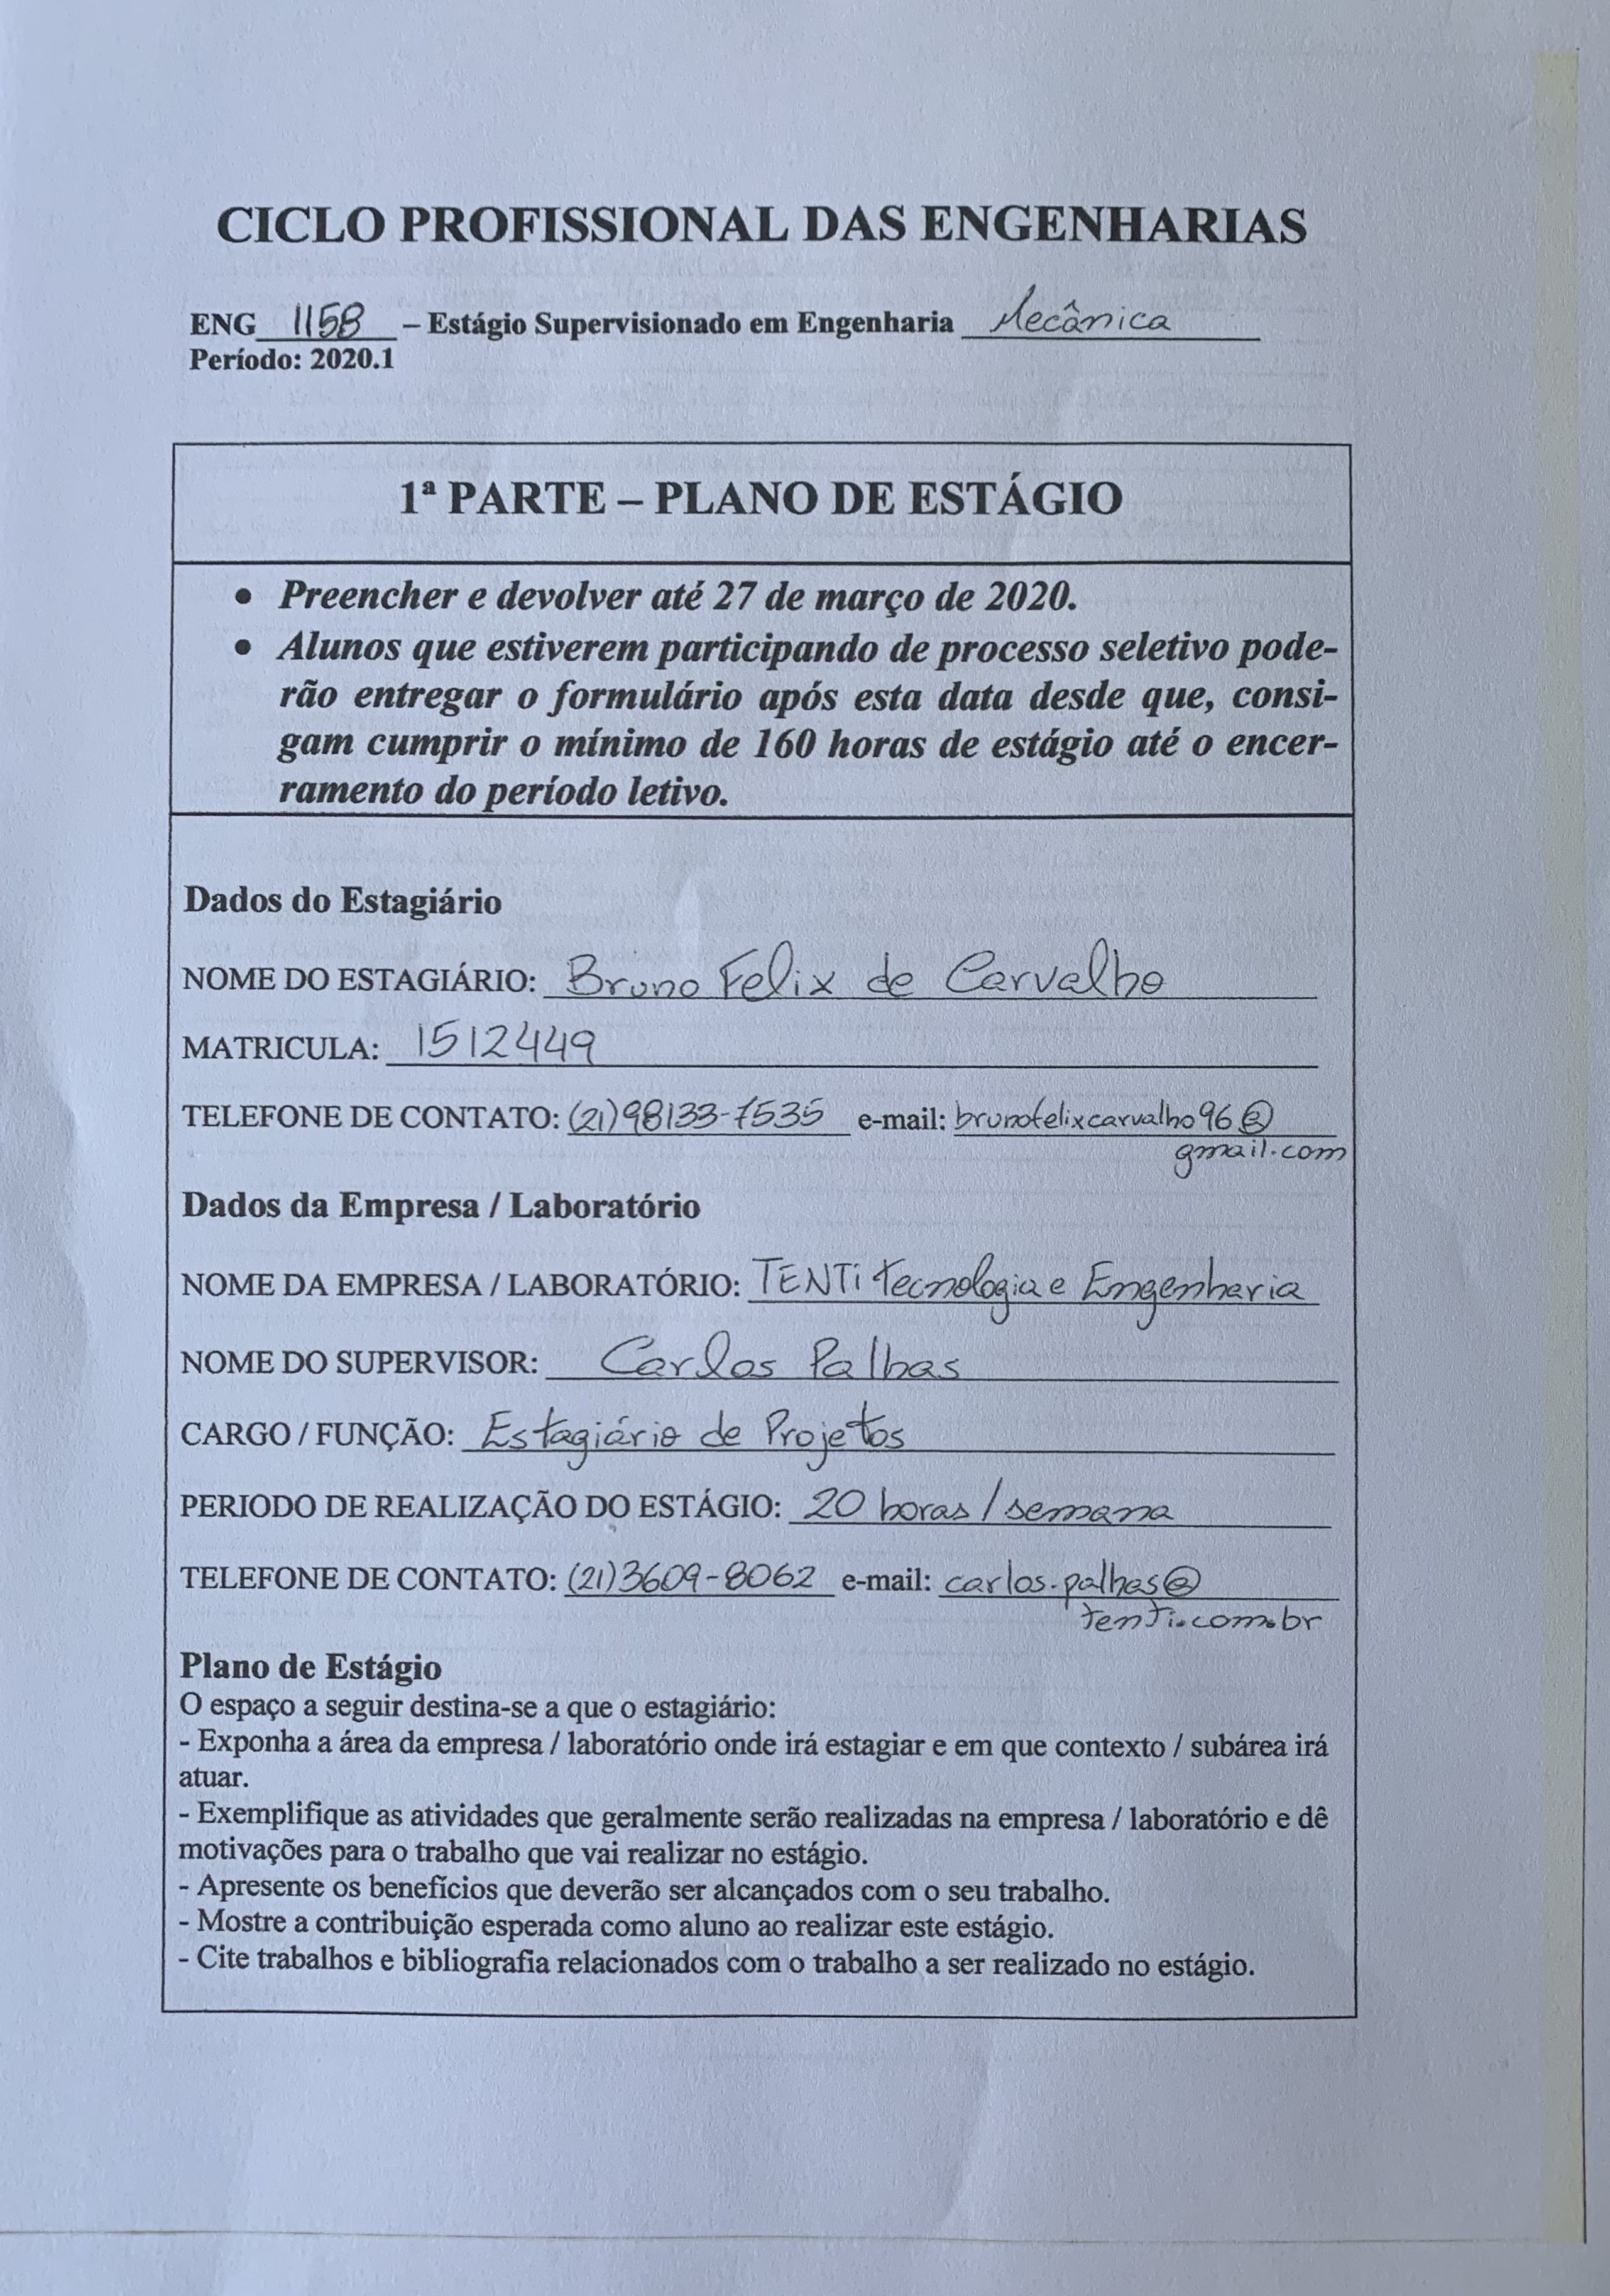 CICLO PROFISSIONAL DAS ENGENHARIAS
ENG 1158 – Estágio Supervisionado em Engenharia Mecânica
Período: 2020.1
1ª PARTE – PLANO DE ESTÁGIO
• Preencher e devolver até 27 de março de 2020.
• Alunos que estiverem participando de processo seletivo pode-
rão entregar o formulário após esta data desde que, consi-
gam cumprir o mínimo de 160 horas de estágio até o encer-
ramento do período letivo.
Dados do Estagiário
NOME DO ESTAGIÁRIO: Bruno Felix de Carvalho
MATRICULA: 1512449
TELEFONE DE CONTATO: (21)98133-7535 e-mail: brunofelixcarvalho96@
gmail.com
Dados da Empresa / Laboratório
NOME DA EMPRESA / LABORATÓRIO: TENTi Tecnologia e Engenharia
NOME DO SUPERVISOR: Carlos Palhas
CARGO / FUNÇÃO: Estagiário de Projetos
PERIODO DE REALIZAÇÃO DO ESTÁGIO: 20 horas/semana
TELEFONE DE CONTATO: (21)3609-8062 e-mail: carlos.palhas@
tenti.com.br
Plano de Estágio
O espaço a seguir destina-se a que o estagiário:
- Exponha a área da empresa / laboratório onde irá estagiar e em que contexto / subárea irá
atuar.
- Exemplifique as atividades que geralmente serão realizadas na empresa / laboratório e dê
motivações para o trabalho que vai realizar no estágio.
- Apresente os benefícios que deverão ser alcançados com o seu trabalho.
- Mostre a contribuição esperada como aluno ao realizar este estágio.
- Cite trabalhos e bibliografia relacionados com o trabalho a ser realizado no estágio.